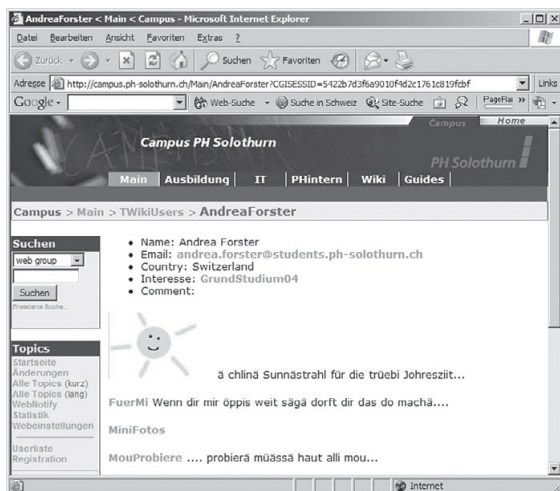 AndreaForster < Main < Campus - Microsoft Internet Explorer
Datei Bearbeiten Ansicht Favoriten Extras ?
Zurück Suchen Favoriten
Adresse http://campus.ph-solothurn.ch/Main/AndreaForster?CGISESSID=5422b7d3f6a9010f4d2c1761d819fcbf Links
Google Web-Suche Suche in Schweiz Site-Suche PageRank
Campus Home
Campus PH Solothurn
PH Solothurn
Main Ausbildung IT PHintern Wiki Guides
Campus > Main > TWikiUsers > AndreaForster
Suchen
web group
Suchen
Erweiterte Suche...
Topics
Startseite
Änderungen
Alle Topics (kurz)
Alle Topics (lang)
WebNotify
Statistik
Webeinstellungen
Userliste
Registration
Name: Andrea Forster
Email: andrea.forster@students.ph-solothurn.ch
Country: Switzerland
Interesse: GrundStudium04
Comment:
ä chlinä Sunnästrahl für die trüebi Johresziit...
FuerMi Wenn dir mir öppis weit sägä dorft dir das do machä....
MiniFotos
MouProbiere .... probierä müässä haut alli mou...
Internet